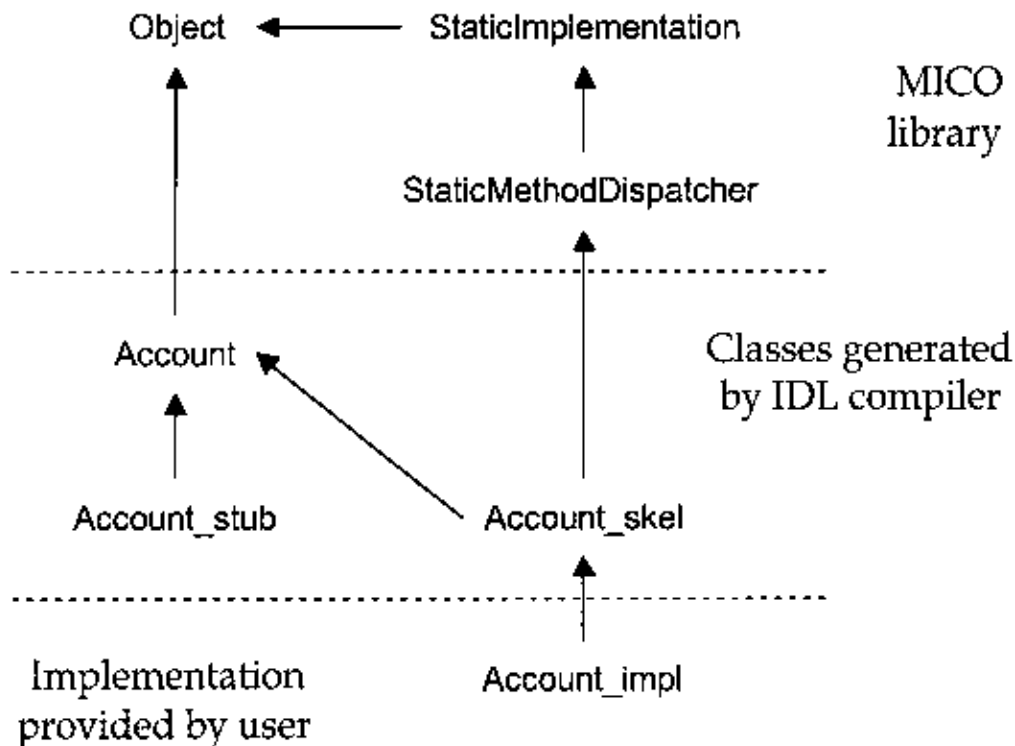 Object
StaticImplementation
MICO
library
StaticMethodDispatcher
Account
Classes generated
by IDL compiler
Account_stub
Account_skel
Implementation
provided by user
Account_impl